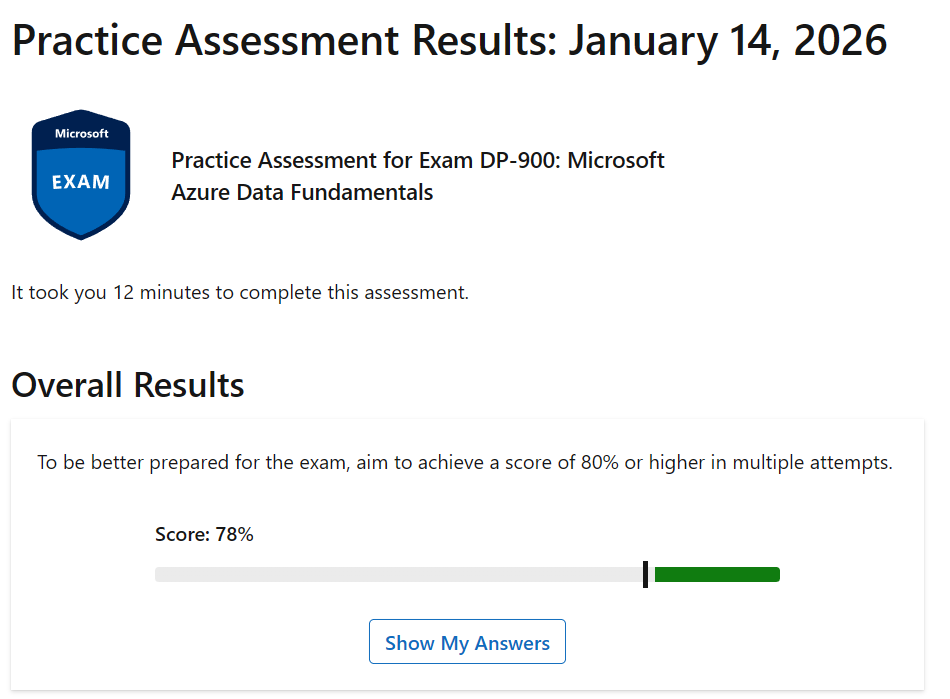 Practice Assessment Results: January 14, 2026
Microsoft
EXAM
Practice Assessment for Exam DP-900: Microsoft
Azure Data Fundamentals
It took you 12 minutes to complete this assessment.
Overall Results
To be better prepared for the exam, aim to achieve a score of 80% or higher in multiple attempts.
Score: 78%
Show My Answers